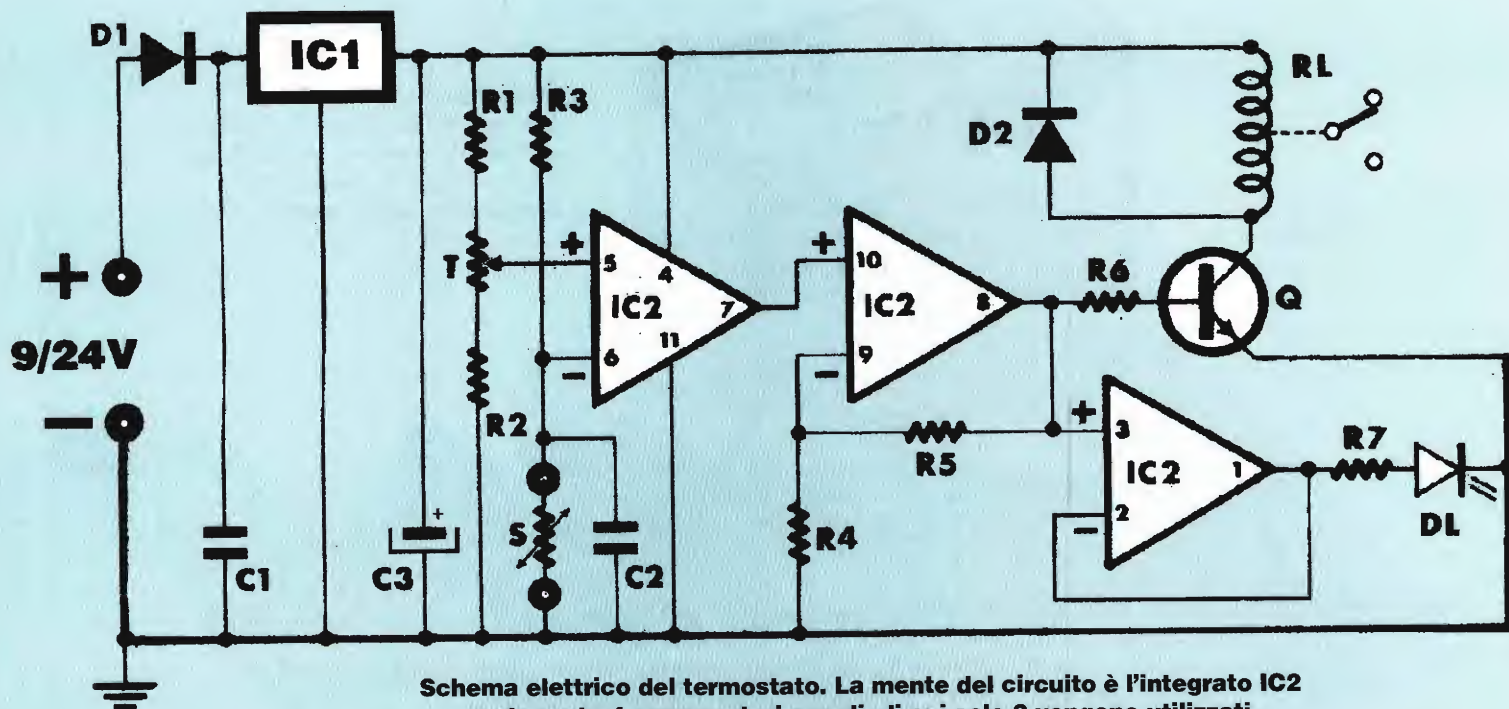 D1
IC1
R1
R3
RL
D2
T
+
5
4
IC2
7
11
6
−
+
10
IC2
8
9
−
R6
Q
+
9/24V
−
R2
R5
+
3
IC2
1
2
−
R7
DL
S
R4
C1
+
C3
C2
Schema elettrico del termostato. La mente del circuito è l'integrato IC2